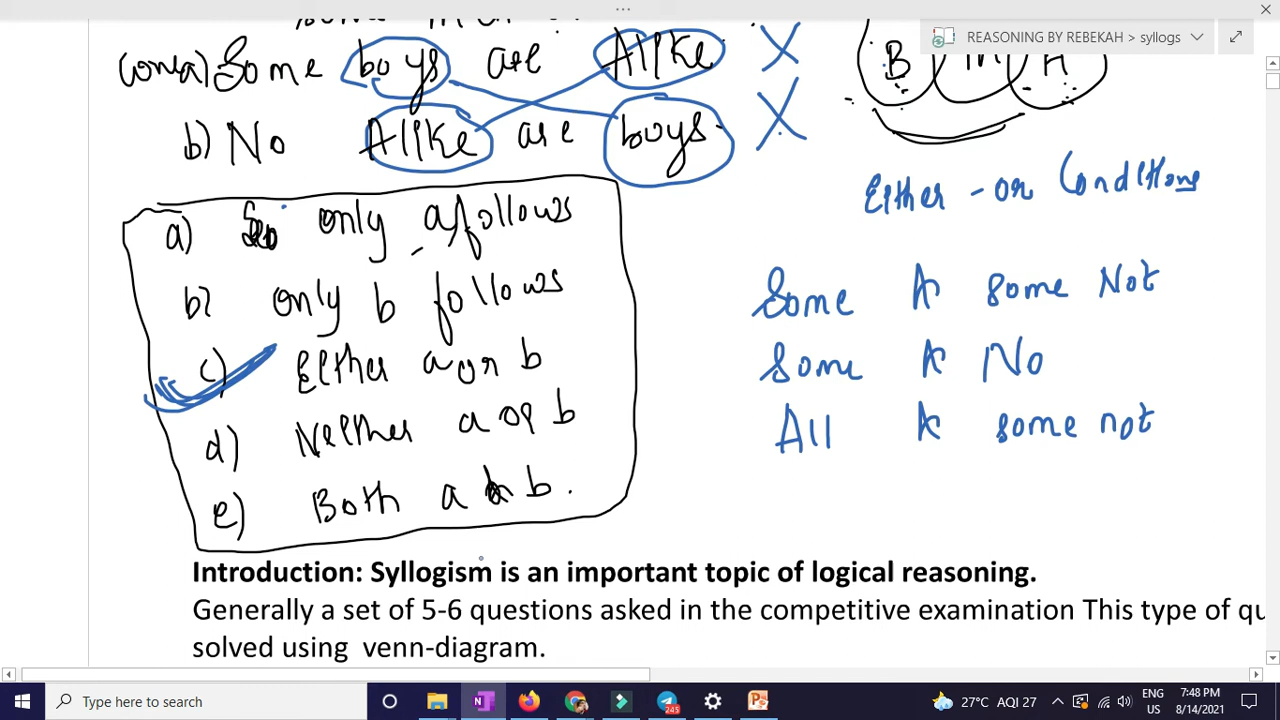 REASONING BY REBEKAH > syllogs
a) Some boys are Alike X
B m A
b) No Alike are boys X
Either - or Conditions
a) only a follows
b) only b follows
c) Either a or b
d) Neither a or b
e) Both a & b.
Some & some Not
Some & No
All & some not
Introduction: Syllogism is an important topic of logical reasoning.
Generally a set of 5-6 questions asked in the competitive examination This type of qu
solved using venn-diagram.
Type here to search
245
27°C AQI 27
ENG
US
7:48 PM
8/14/2021